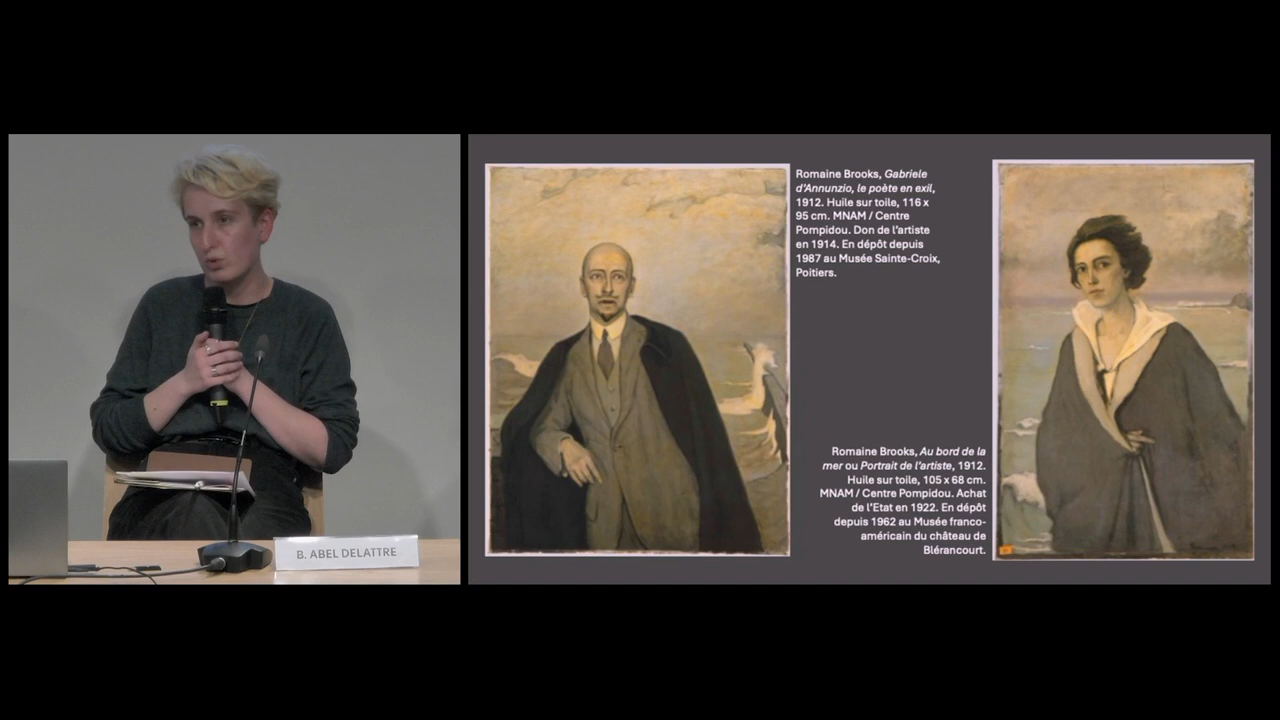 B. ABEL DELATTRE
Romaine Brooks, Gabriele
d'Annunzio, le poète en exil,
1912. Huile sur toile, 116 x
95 cm. MNAM / Centre
Pompidou. Don de l'artiste
en 1914. En dépôt depuis
1987 au Musée Sainte-Croix,
Poitiers.
Romaine Brooks, Au bord de la
mer ou Portrait de l'artiste, 1912.
Huile sur toile, 105 x 68 cm.
MNAM / Centre Pompidou. Achat
de l'Etat en 1922. En dépôt
depuis 1962 au Musée franco-
américain du château de
Blérancourt.